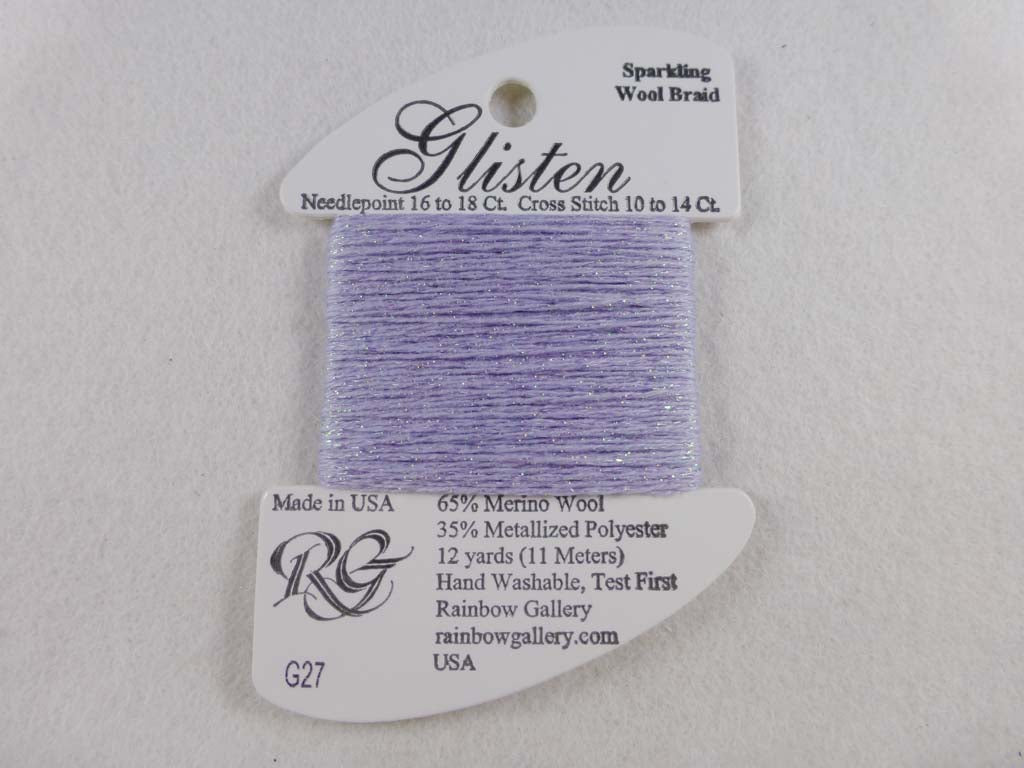 Sparkling
Wool Braid
Glisten
Needlepoint 16 to 18 Ct. Cross Stitch 10 to 14 Ct.
Made in USA
RG
G27
65% Merino Wool
35% Metallized Polyester
12 yards (11 Meters)
Hand Washable, Test First
Rainbow Gallery
rainbowgallery.com
USA